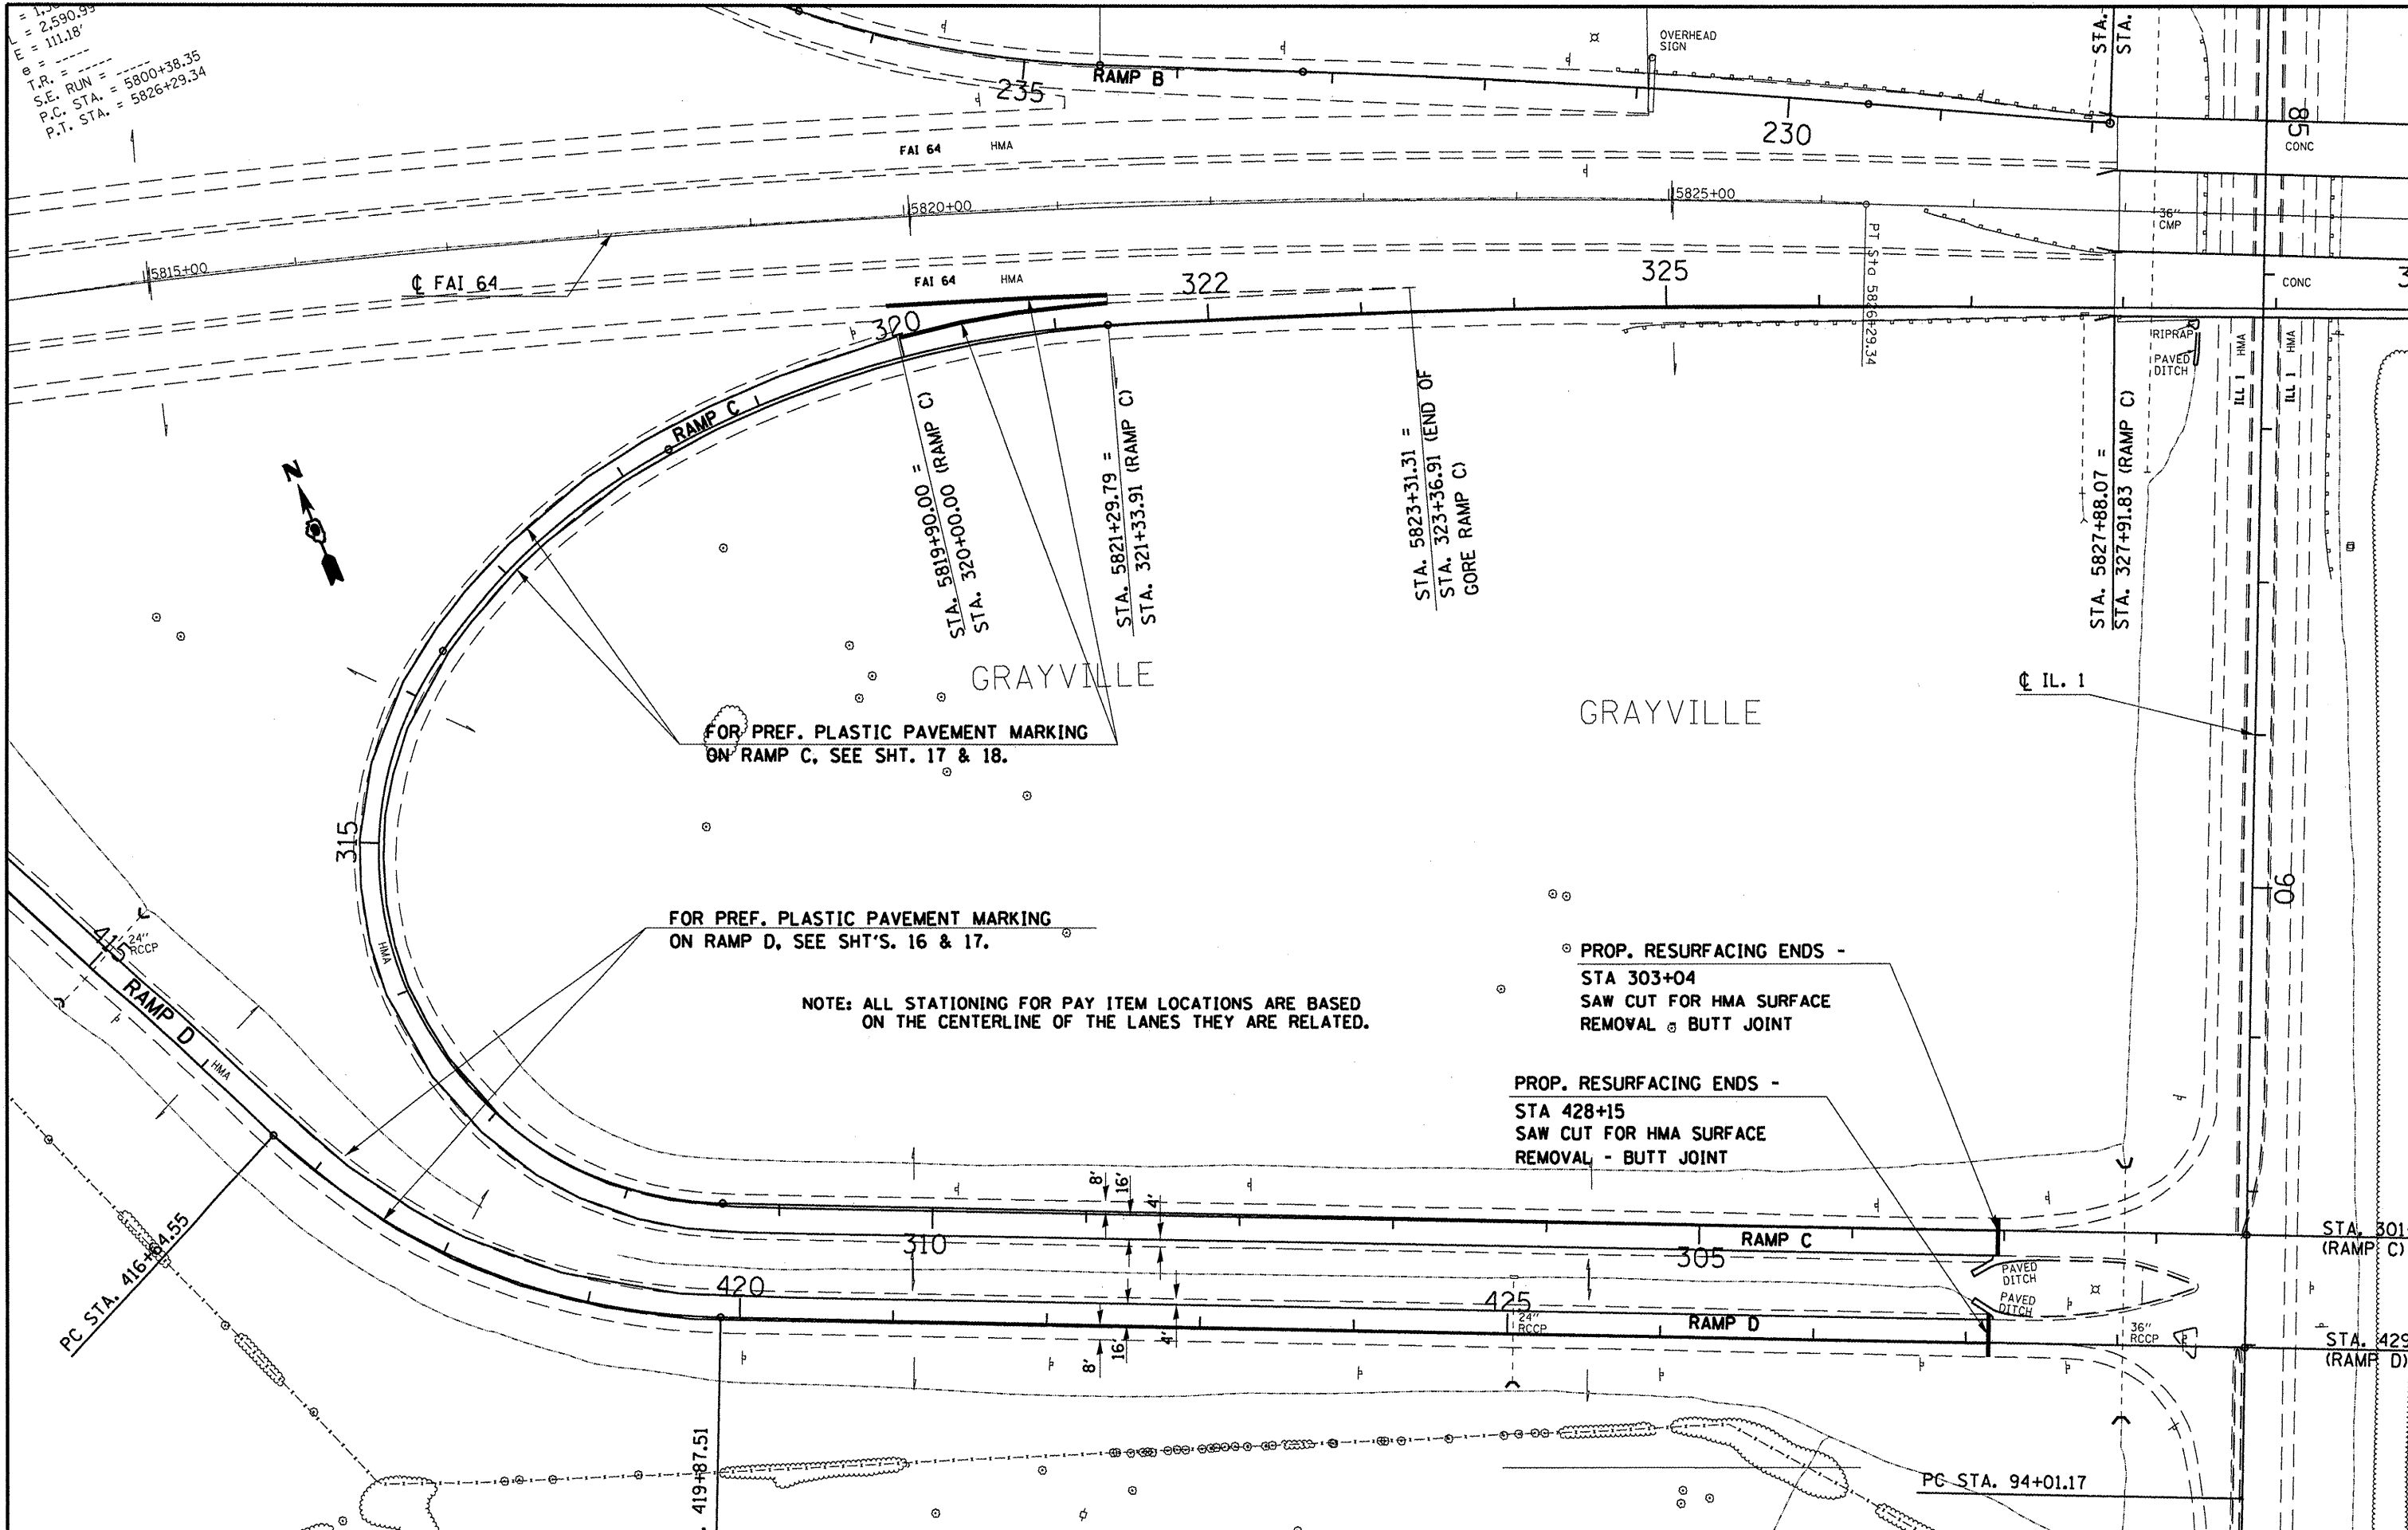 L = 2,590.99
E = 111.18'
e = -----
T.R. = -----
S.E. RUN = -----
P.C. STA. = 5800+38.35
P.T. STA. = 5826+29.34
OVERHEAD
SIGN
STA.
STA.
RAMP B
235
230
85
CONC
FAI 64
HMA
5820+00
5825+00
36"
CMP
5815+00
℄ FAI 64
FAI 64
HMA
322
325
PT Sta 5826+29.34
CONC
320
RIPRAP
PAVED
DITCH
ILL 1
HMA
ILL 1
HMA
RAMP C
N
STA. 5819+90.00 =
STA. 320+00.00 (RAMP C)
STA. 5821+29.79 =
STA. 321+33.91 (RAMP C)
STA. 5823+31.31 =
STA. 323+36.91 (END OF
GORE RAMP C)
STA. 5827+88.07 =
STA. 327+91.83 (RAMP C)
GRAYVILLE
GRAYVILLE
℄ IL. 1
FOR PREF. PLASTIC PAVEMENT MARKING
ON RAMP C, SEE SHT. 17 & 18.
315
90
FOR PREF. PLASTIC PAVEMENT MARKING
ON RAMP D, SEE SHT'S. 16 & 17.
HMA
415
24"
RCCP
RAMP D
HMA
NOTE: ALL STATIONING FOR PAY ITEM LOCATIONS ARE BASED
ON THE CENTERLINE OF THE LANES THEY ARE RELATED.
PROP. RESURFACING ENDS -
STA 303+04
SAW CUT FOR HMA SURFACE
REMOVAL - BUTT JOINT
PROP. RESURFACING ENDS -
STA 428+15
SAW CUT FOR HMA SURFACE
REMOVAL - BUTT JOINT
8'
16'
4'
PC STA. 416+64.55
310
305
RAMP C
STA. 301
(RAMP C)
PAVED
DITCH
PAVED
DITCH
420
425
24"
RCCP
RAMP D
36"
RCCP
STA. 429
(RAMP D)
8'
16'
4'
419+87.51
PC STA. 94+01.17